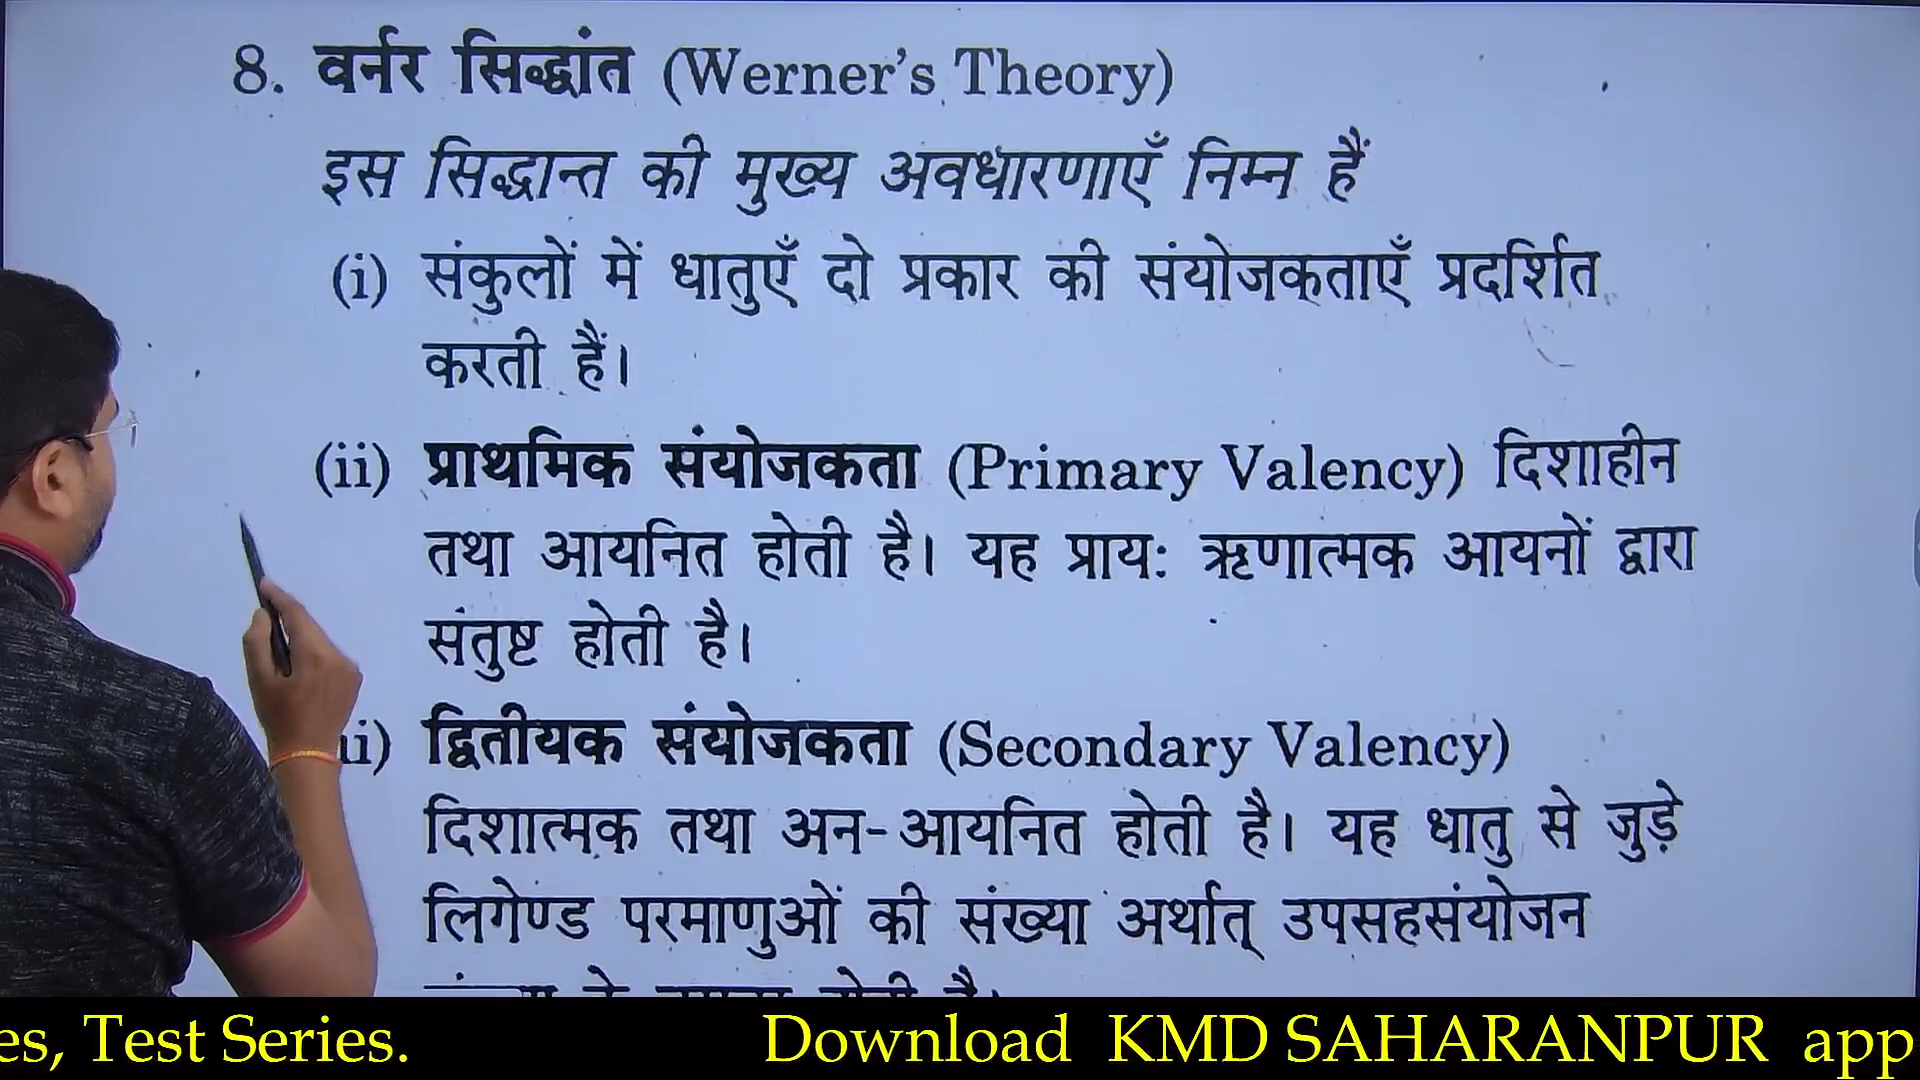 8. वर्नर सिद्धांत (Werner's Theory)
इस सिद्धान्त की मुख्य अवधारणाएँ निम्न हैं
(i) संकुलों में धातुएँ दो प्रकार की संयोजकताएँ प्रदर्शित
करती हैं।
(ii) प्राथमिक संयोजकता (Primary Valency) दिशाहीन
तथा आयनित होती है। यह प्रायः ऋणात्मक आयनों द्वारा
संतुष्ट होती है।
ii) द्वितीयक संयोजकता (Secondary Valency)
दिशात्मक तथा अन-आयनित होती है। यह धातु से जुड़े
लिगेण्ड परमाणुओं की संख्या अर्थात् उपसहसंयोजन
es, Test Series. Download KMD SAHARANPUR app